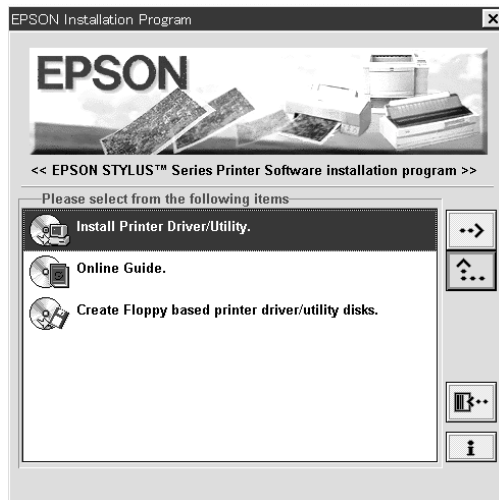 EPSON Installation Program
EPSON
<< EPSON STYLUS™ Series Printer Software installation program >>
Please select from the following items
Install Printer Driver/Utility.
Online Guide.
Create Floppy based printer driver/utility disks.